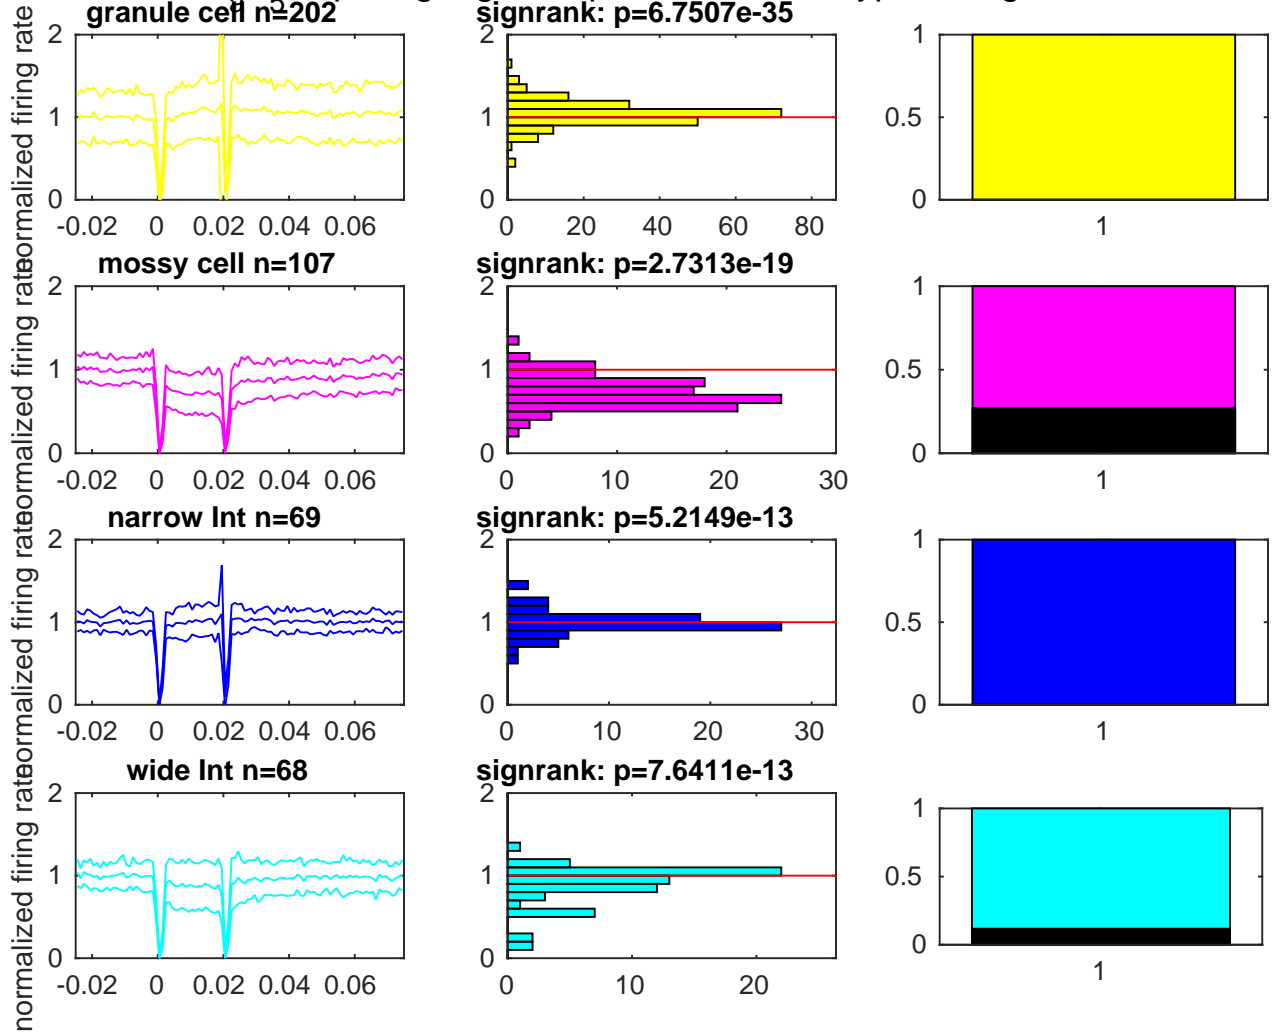 granule cell n=202
signrank: p=6.7507e-35
normalized firing rate
2
1
0
-0.02 0 0.02 0.04 0.06
2
1
0
0 20 40 60 80
1
0.5
0
1
mossy cell n=107
signrank: p=2.7313e-19
normalized firing rate
2
1
0
-0.02 0 0.02 0.04 0.06
2
1
0
0 10 20 30
1
0.5
0
1
narrow Int n=69
signrank: p=5.2149e-13
normalized firing rate
2
1
0
-0.02 0 0.02 0.04 0.06
2
1
0
0 10 20 30
1
0.5
0
1
wide Int n=68
signrank: p=7.6411e-13
normalized firing rate
2
1
0
-0.02 0 0.02 0.04 0.06
2
1
0
0 10 20
1
0.5
0
1